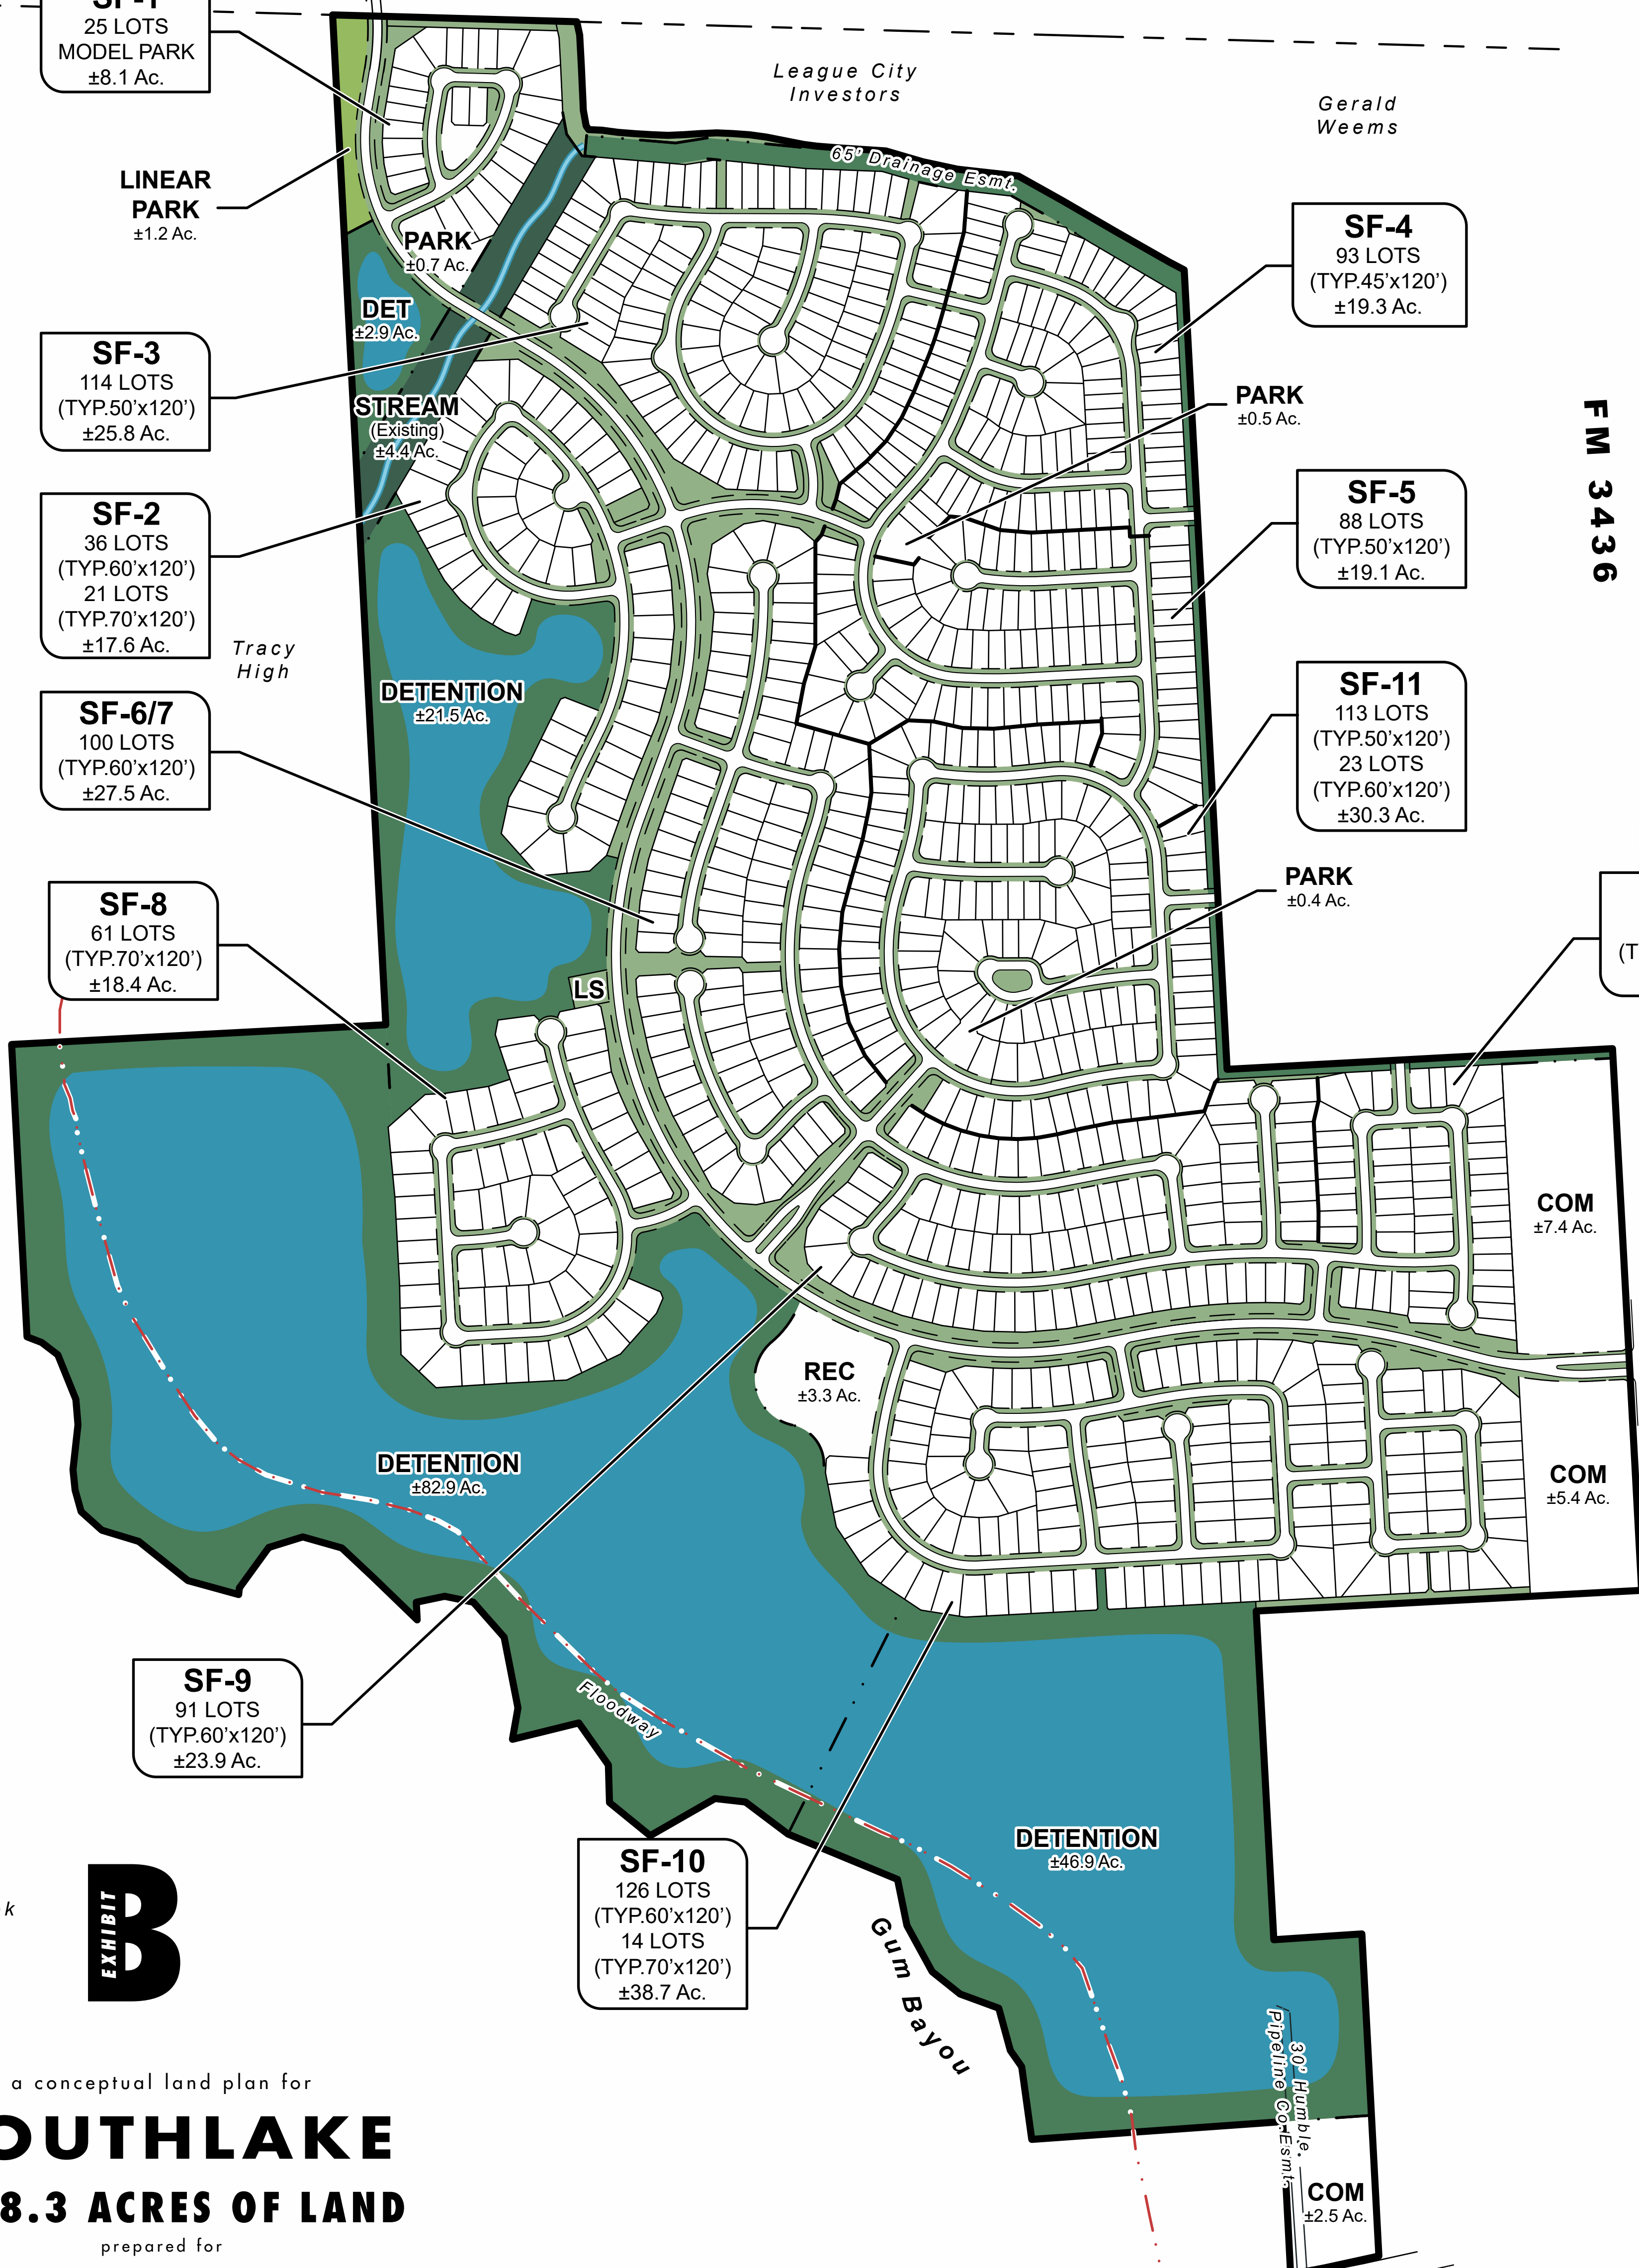 SF-1
25 LOTS
MODEL PARK
±8.1 Ac.
League City
Investors
Gerald
Weems
65' Drainage Esmt.
LINEAR
PARK
±1.2 Ac.
PARK
±0.7 Ac.
SF-4
93 LOTS
(TYP.45'x120')
±19.3 Ac.
DET
±2.9 Ac.
SF-3
114 LOTS
(TYP.50'x120')
±25.8 Ac.
STREAM
(Existing)
±4.4 Ac.
PARK
±0.5 Ac.
FM 3436
SF-2
36 LOTS
(TYP.60'x120')
21 LOTS
(TYP.70'x120')
±17.6 Ac.
SF-5
88 LOTS
(TYP.50'x120')
±19.1 Ac.
Tracy
High
DETENTION
±21.5 Ac.
SF-6/7
100 LOTS
(TYP.60'x120')
±27.5 Ac.
SF-11
113 LOTS
(TYP.50'x120')
23 LOTS
(TYP.60'x120')
±30.3 Ac.
PARK
±0.4 Ac.
SF-8
61 LOTS
(TYP.70'x120')
±18.4 Ac.
(T
LS
COM
±7.4 Ac.
REC
±3.3 Ac.
DETENTION
±82.9 Ac.
COM
±5.4 Ac.
SF-9
91 LOTS
(TYP.60'x120')
±23.9 Ac.
Floodway
DETENTION
±46.9 Ac.
SF-10
126 LOTS
(TYP.60'x120')
14 LOTS
(TYP.70'x120')
±38.7 Ac.
EXHIBIT
B
k
Gum Bayou
30' Humble
Pipeline Co. Esmt.
a conceptual land plan for
OUTHLAKE
8.3 ACRES OF LAND
prepared for
COM
±2.5 Ac.